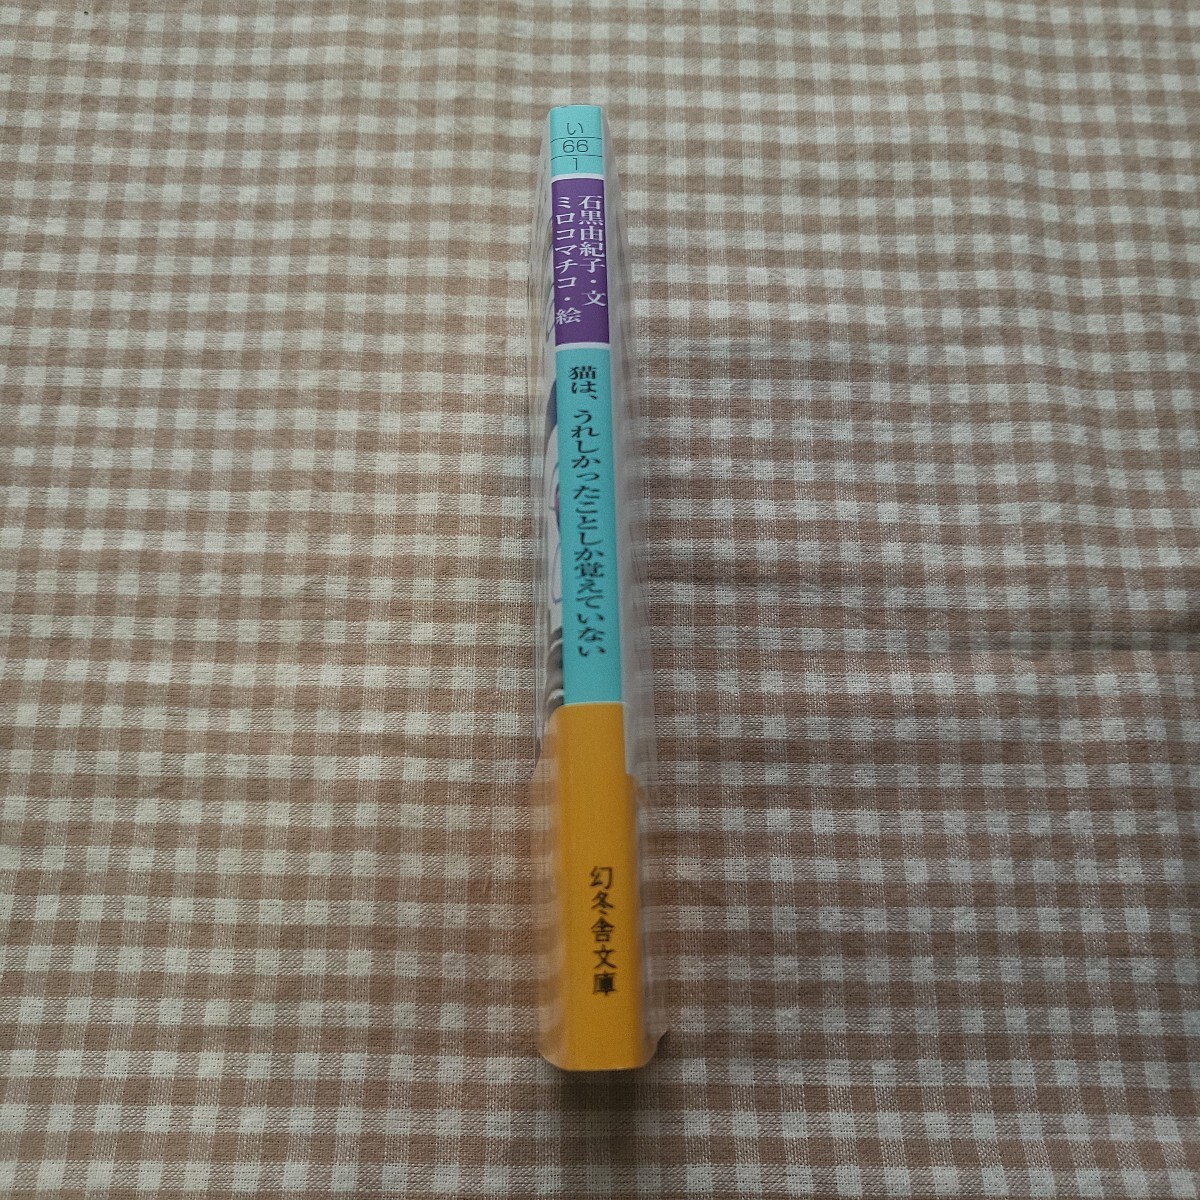 い
66
1
石黒由紀子・文
ミロコマチコ・絵
猫は、うれしかったことしか覚えていない
幻冬舎文庫